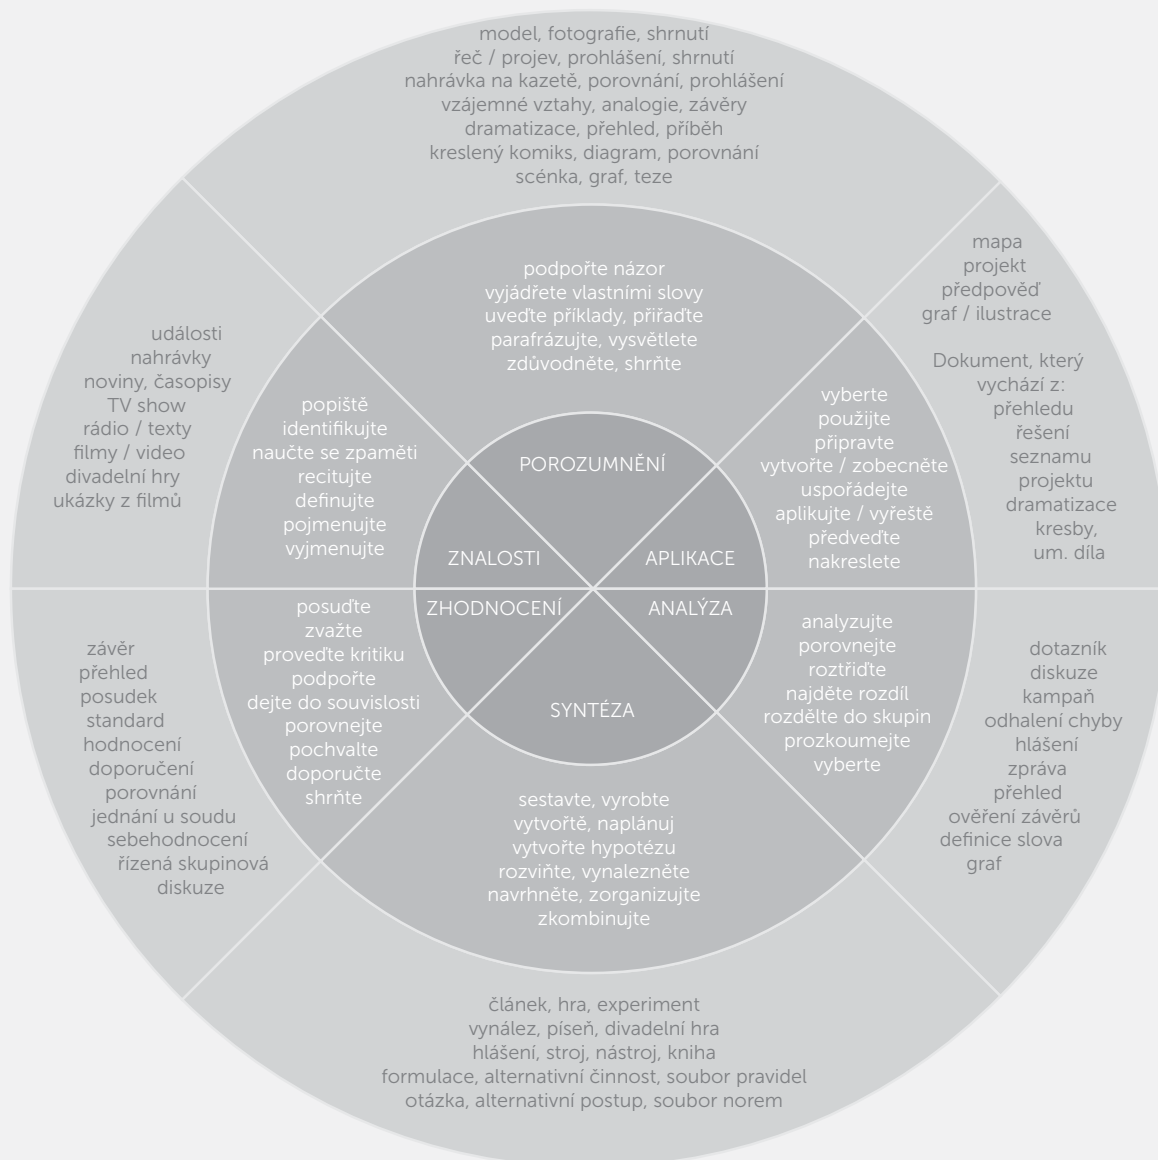 model, fotografie, shrnutí
řeč / projev, prohlášení, shrnutí
nahrávka na kazetě, porovnání, prohlášení
vzájemné vztahy, analogie, závěry
dramatizace, přehled, příběh
kreslený komiks, diagram, porovnání
scénka, graf, teze
podpořte názor
vyjádřete vlastními slovy
uveďte příklady, přiřaďte
parafrázujte, vysvětlete
zdůvodněte, shrňte
POROZUMNĚNÍ
mapa
projekt
předpověď
graf / ilustrace
Dokument, který
vychází z:
přehledu
řešení
seznamu
projektu
dramatizace
kresby,
um. díla
vyberte
použijte
připravte
vytvořte / zobecněte
uspořádejte
aplikujte / vyřeště
předveďte
nakreslete
APLIKACE
události
nahrávky
noviny, časopisy
TV show
rádio / texty
filmy / video
divadelní hry
ukázky z filmů
popiště
identifikujte
naučte se zpaměti
recitujte
definujte
pojmenujte
vyjmenujte
ZNALOSTI
ZHODNOCENÍ
posuďte
zvažte
proveďte kritiku
podpořte
dejte do souvislosti
porovnejte
pochvalte
doporučte
shrňte
závěr
přehled
posudek
standard
hodnocení
doporučení
porovnání
jednání u soudu
sebehodnocení
řízená skupinová
diskuze
ANALÝZA
analyzujte
porovnejte
roztřiďte
najděte rozdíl
rozdělte do skupin
prozkoumejte
vyberte
dotazník
diskuze
kampaň
odhalení chyby
hlášení
zpráva
přehled
ověření závěrů
definice slova
graf
SYNTÉZA
sestavte, vyrobte
vytvořtě, naplánuj
vytvořte hypotézu
rozviňte, vynalezněte
navrhněte, zorganizujte
zkombinujte
článek, hra, experiment
vynález, píseň, divadelní hra
hlášení, stroj, nástroj, kniha
formulace, alternativní činnost, soubor pravidel
otázka, alternativní postup, soubor norem